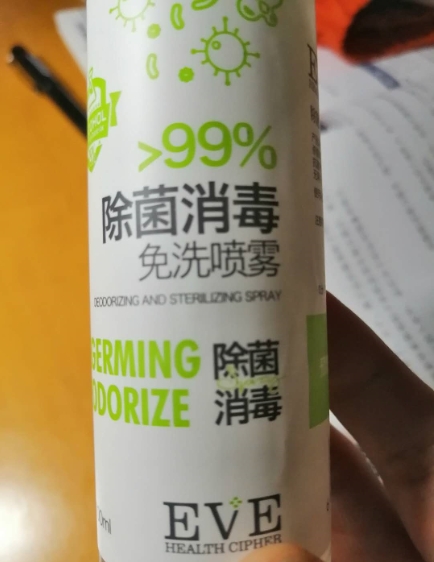 >99%
除菌消毒
免洗喷雾
DEODORIZING AND STERILIZING SPRAY
GERMING
ODORIZE
除菌
消毒
0ml
EVE
HEALTH CIPHER